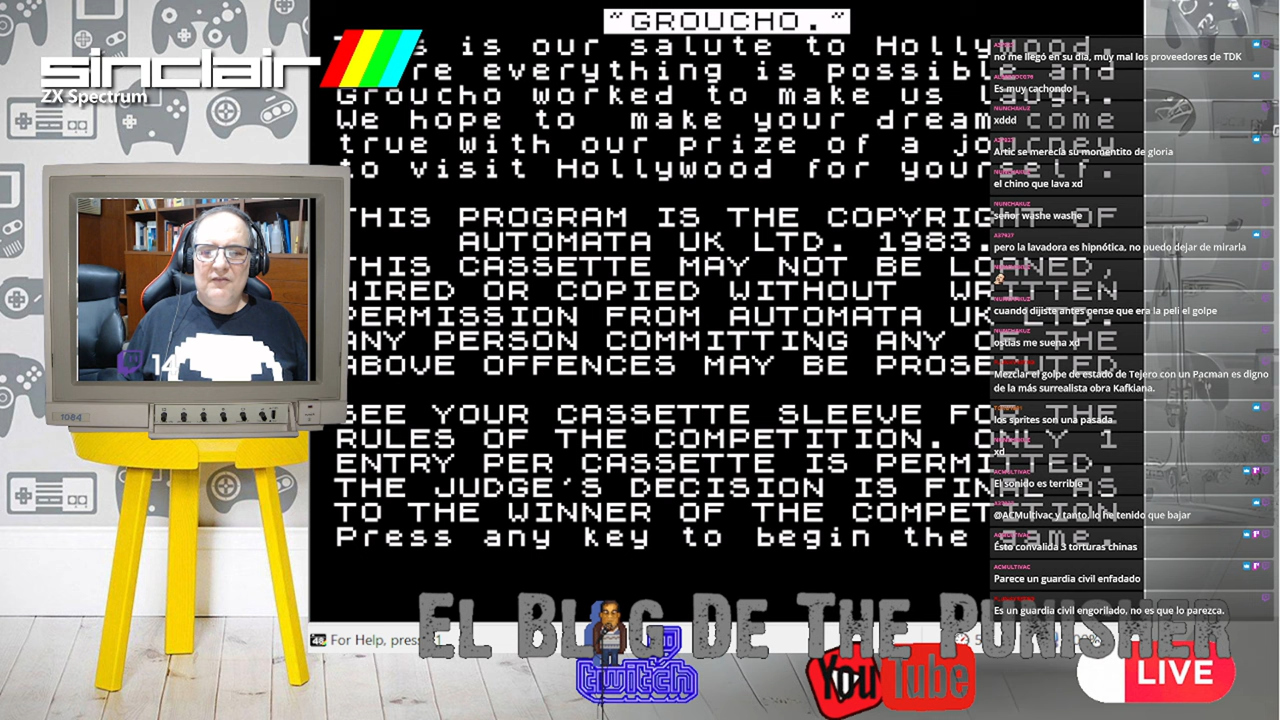 "GROUCHO."
sinclair
ZX Spectrum
is our salute to Hollywood.
re everything is possible and
Groucho worked to make us laugh.
We hope to make your dream come
true with our prize of a journey
to visit Hollywood for yourself.
THIS PROGRAM IS THE COPYRIGHT OF
AUTOMATA UK LTD. 1983.
THIS CASSETTE MAY NOT BE LOANED,
HIRED OR COPIED WITHOUT WRITTEN
PERMISSION FROM AUTOMATA UK LTD.
ANY PERSON COMMITTING ANY OF THE
ABOVE OFFENCES MAY BE PROSECUTED
SEE YOUR CASSETTE SLEEVE FOR THE
RULES OF THE COMPETITION. ONLY 1
ENTRY PER CASSETTE IS PERMITTED.
THE JUDGE'S DECISION IS FINAL AS
TO THE WINNER OF THE COMPETITION
Press any key to begin the game.
no me llegó en su día, muy mal los proveedores de TDK
Es muy cachondo
xddd
Artic se merecía su momentito de gloria
el chino que lava xd
señor washe washe
pero la lavadora es hipnótica, no puedo dejar de mirarla
cuando dijiste antes pense que era la peli el golpe
ostias me suena xd
Mezclar el golpe de estado de Tejero con un Pacman es digno
de la más surrealista obra Kafkiana.
los sprites son una pasada
xd
ACMULTIVAC
El sonido es terrible
@ACMultivac y tanto, lo he tenido que bajar
Esto convalida 3 torturas chinas
ACMULTIVAC
Parece un guardia civil enfadado
Es un guardia civil engorilado, no es que lo parezca.
14
1084
El Blog De The Punisher
For Help, press
twitch
YouTube
LIVE